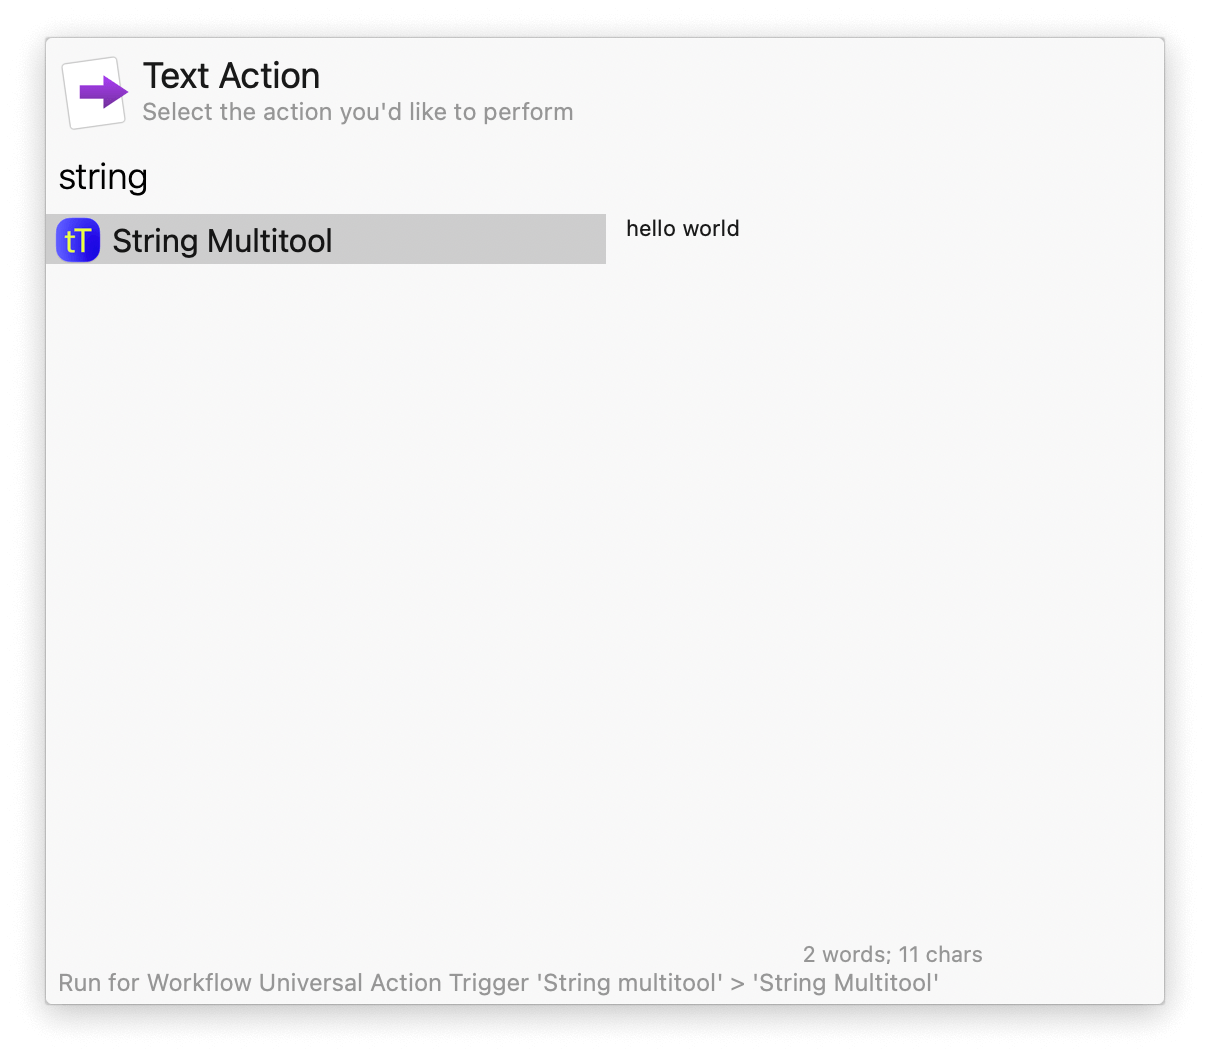 Text Action
Select the action you'd like to perform
string
tT String Multitool
hello world
2 words; 11 chars
Run for Workflow Universal Action Trigger 'String multitool' > 'String Multitool'